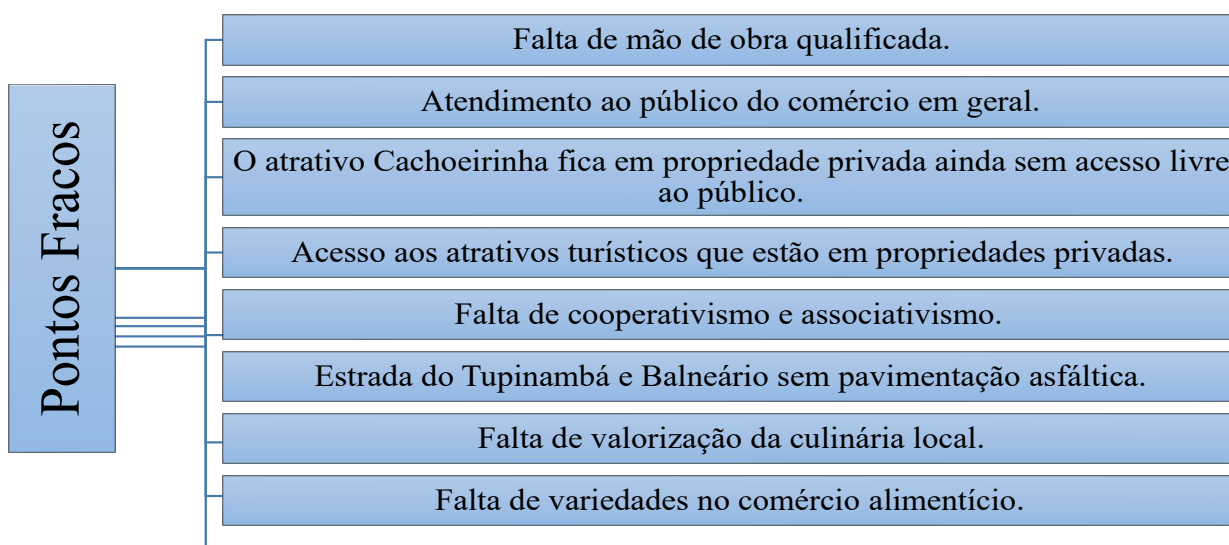 Pontos Fracos
Falta de mão de obra qualificada.
Atendimento ao público do comércio em geral.
O atrativo Cachoeirinha fica em propriedade privada ainda sem acesso livre
ao público.
Acesso aos atrativos turísticos que estão em propriedades privadas.
Falta de cooperativismo e associativismo.
Estrada do Tupinambá e Balneário sem pavimentação asfáltica.
Falta de valorização da culinária local.
Falta de variedades no comércio alimentício.